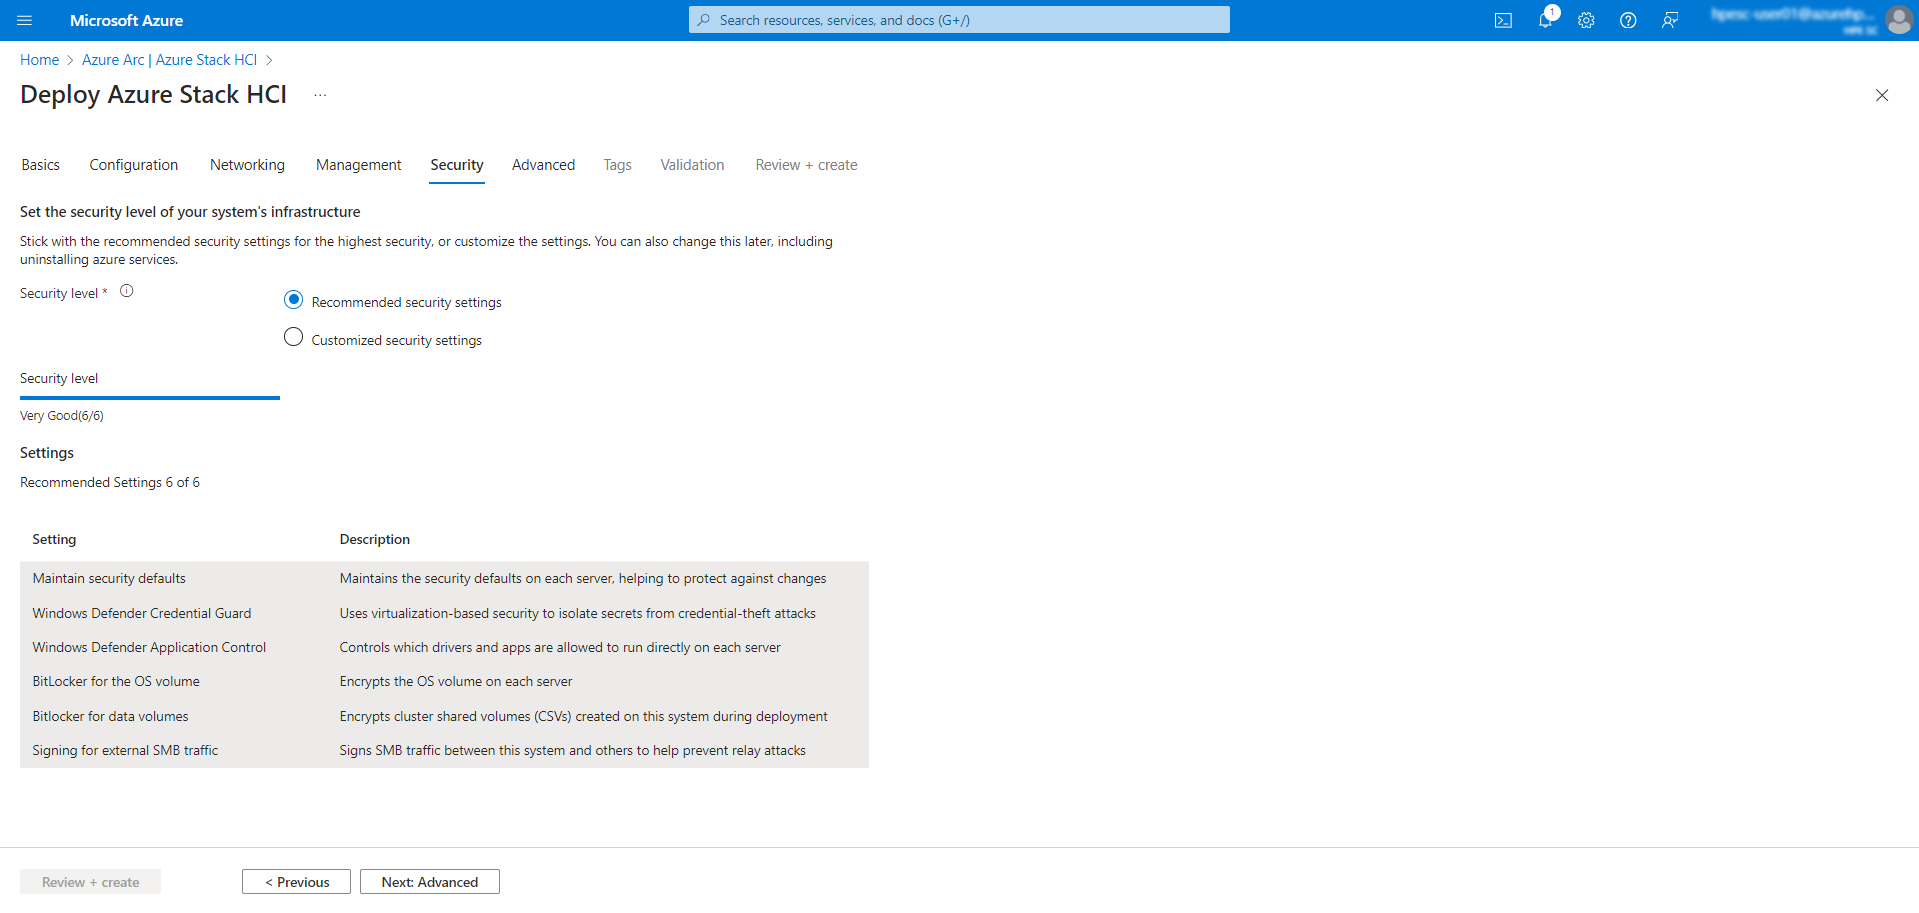 Microsoft Azure
Search resources, services, and docs (G+/)
1
Home > Azure Arc | Azure Stack HCI >
Deploy Azure Stack HCI ...
Basics Configuration Networking Management Security Advanced Tags Validation Review + create
Set the security level of your system's infrastructure
Stick with the recommended security settings for the highest security, or customize the settings. You can also change this later, including
uninstalling azure services.
Security level *
Recommended security settings
Customized security settings
Security level
Very Good(6/6)
Settings
Recommended Settings 6 of 6
Setting Description
Maintain security defaults Maintains the security defaults on each server, helping to protect against changes
Windows Defender Credential Guard Uses virtualization-based security to isolate secrets from credential-theft attacks
Windows Defender Application Control Controls which drivers and apps are allowed to run directly on each server
BitLocker for the OS volume Encrypts the OS volume on each server
Bitlocker for data volumes Encrypts cluster shared volumes (CSVs) created on this system during deployment
Signing for external SMB traffic Signs SMB traffic between this system and others to help prevent relay attacks
Review + create < Previous Next: Advanced